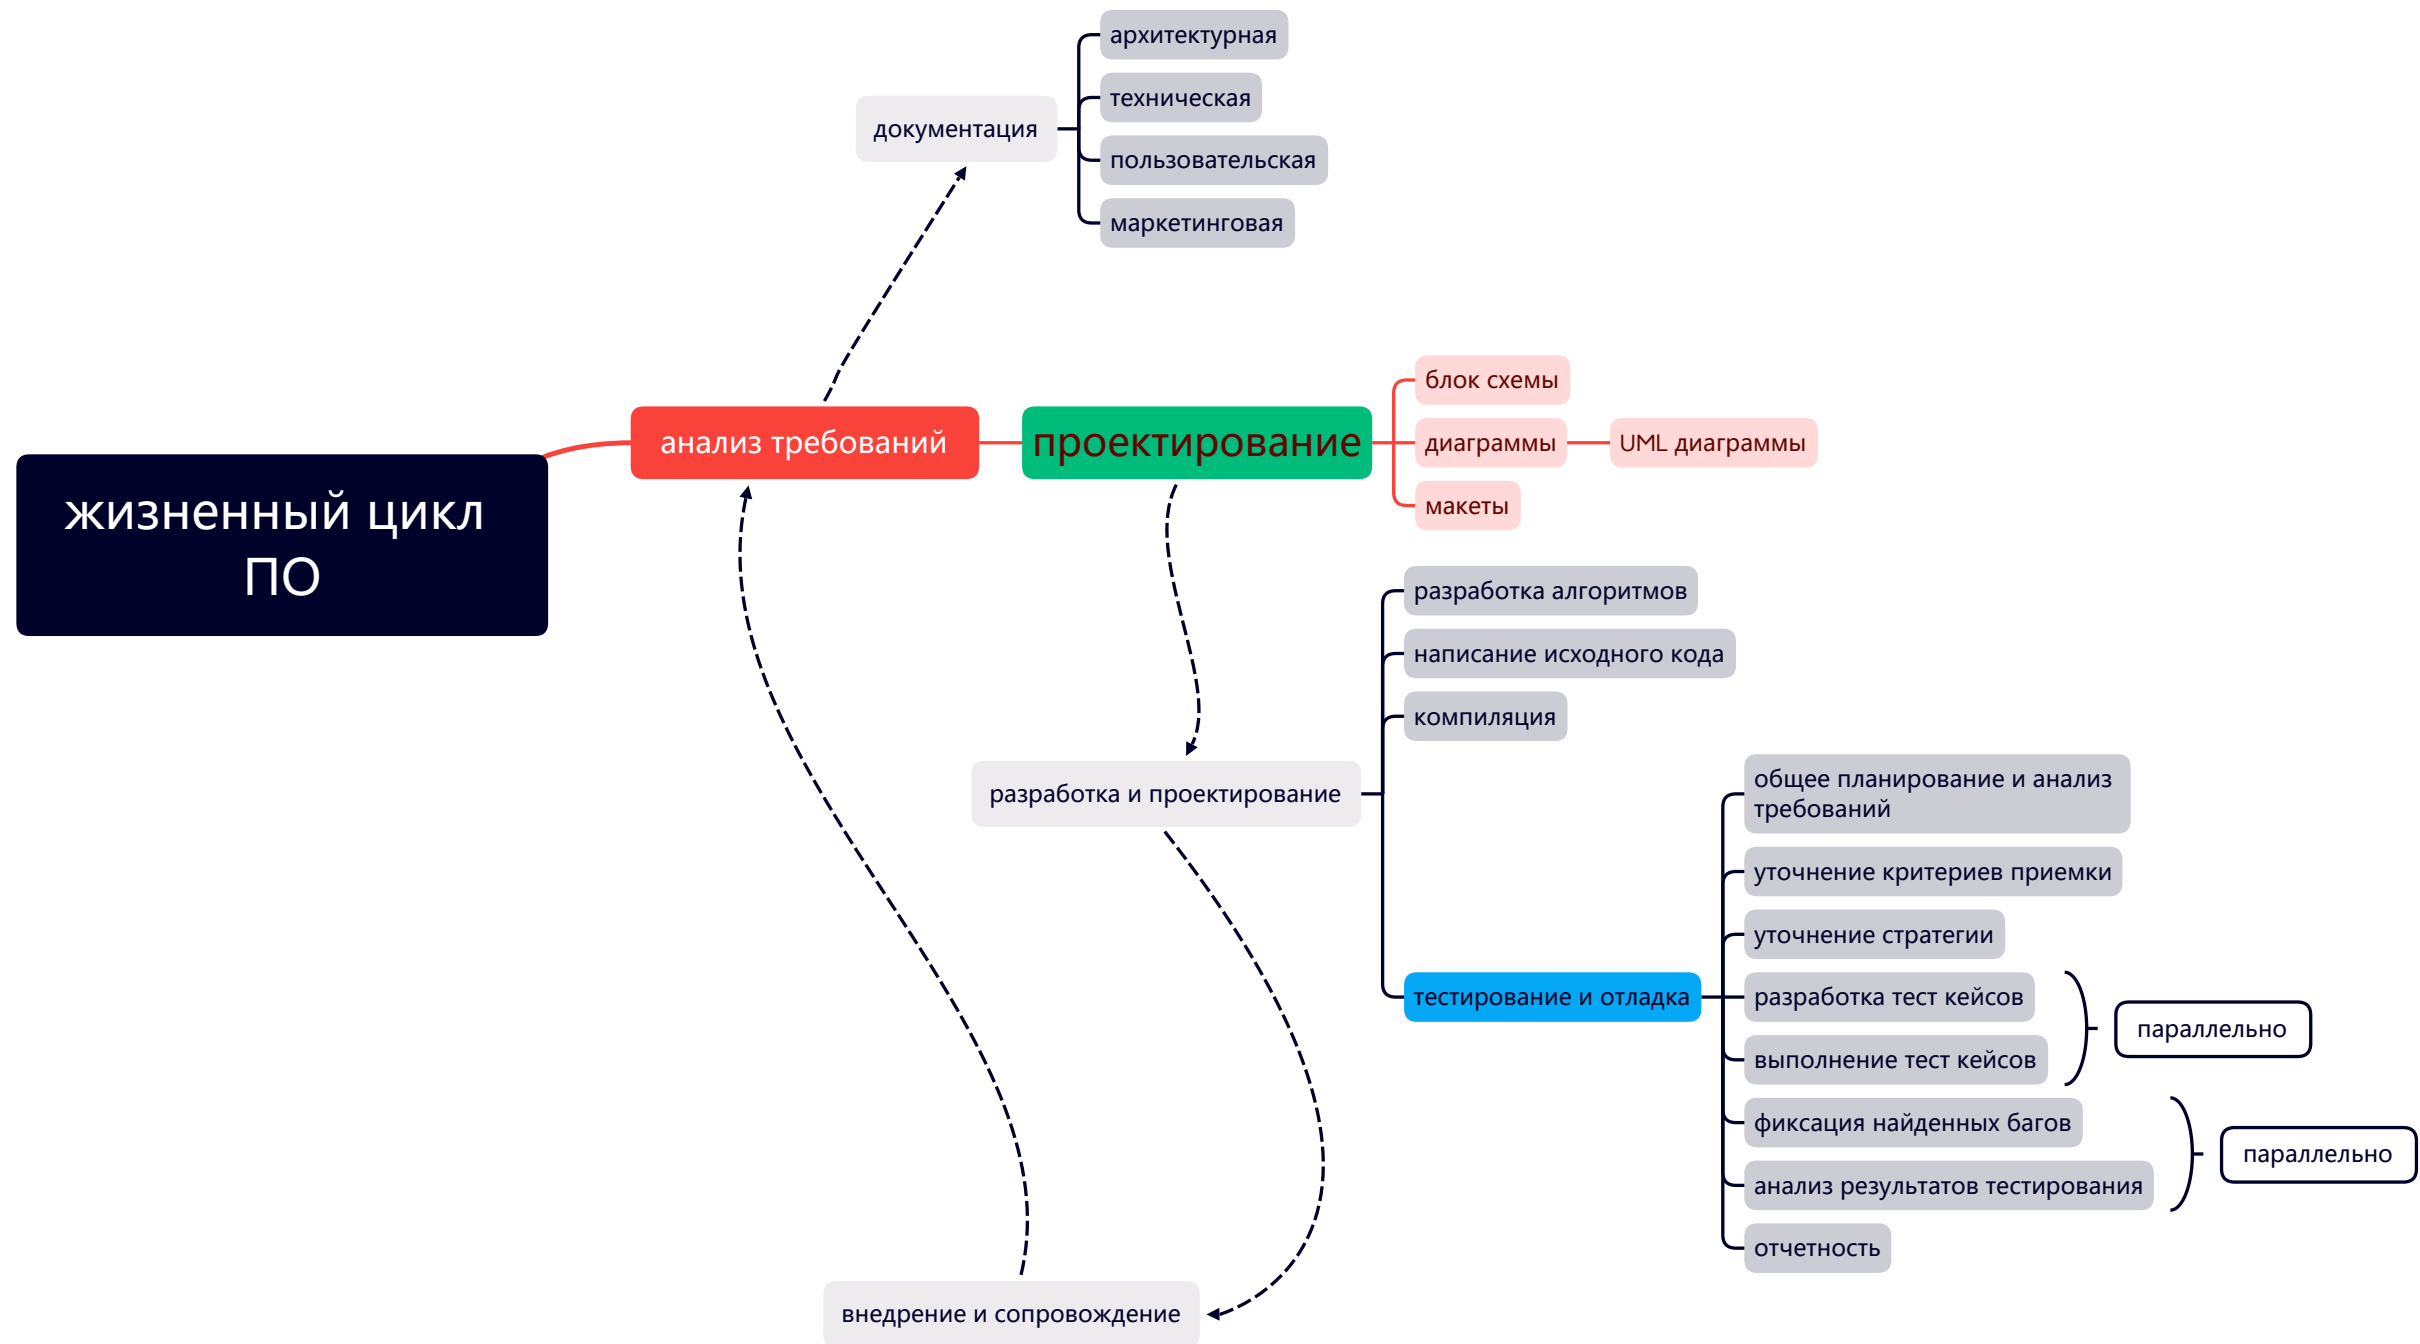 архитектурная
техническая
документация
пользовательская
маркетинговая
блок схемы
анализ требований
проектирование
диаграммы
UML диаграммы
макеты
жизненный цикл
ПО
разработка алгоритмов
написание исходного кода
компиляция
разработка и проектирование
общее планирование и анализ
требований
уточнение критериев приемки
уточнение стратегии
тестирование и отладка
разработка тест кейсов
параллельно
выполнение тест кейсов
фиксация найденных багов
параллельно
анализ результатов тестирования
отчетность
внедрение и сопровождение